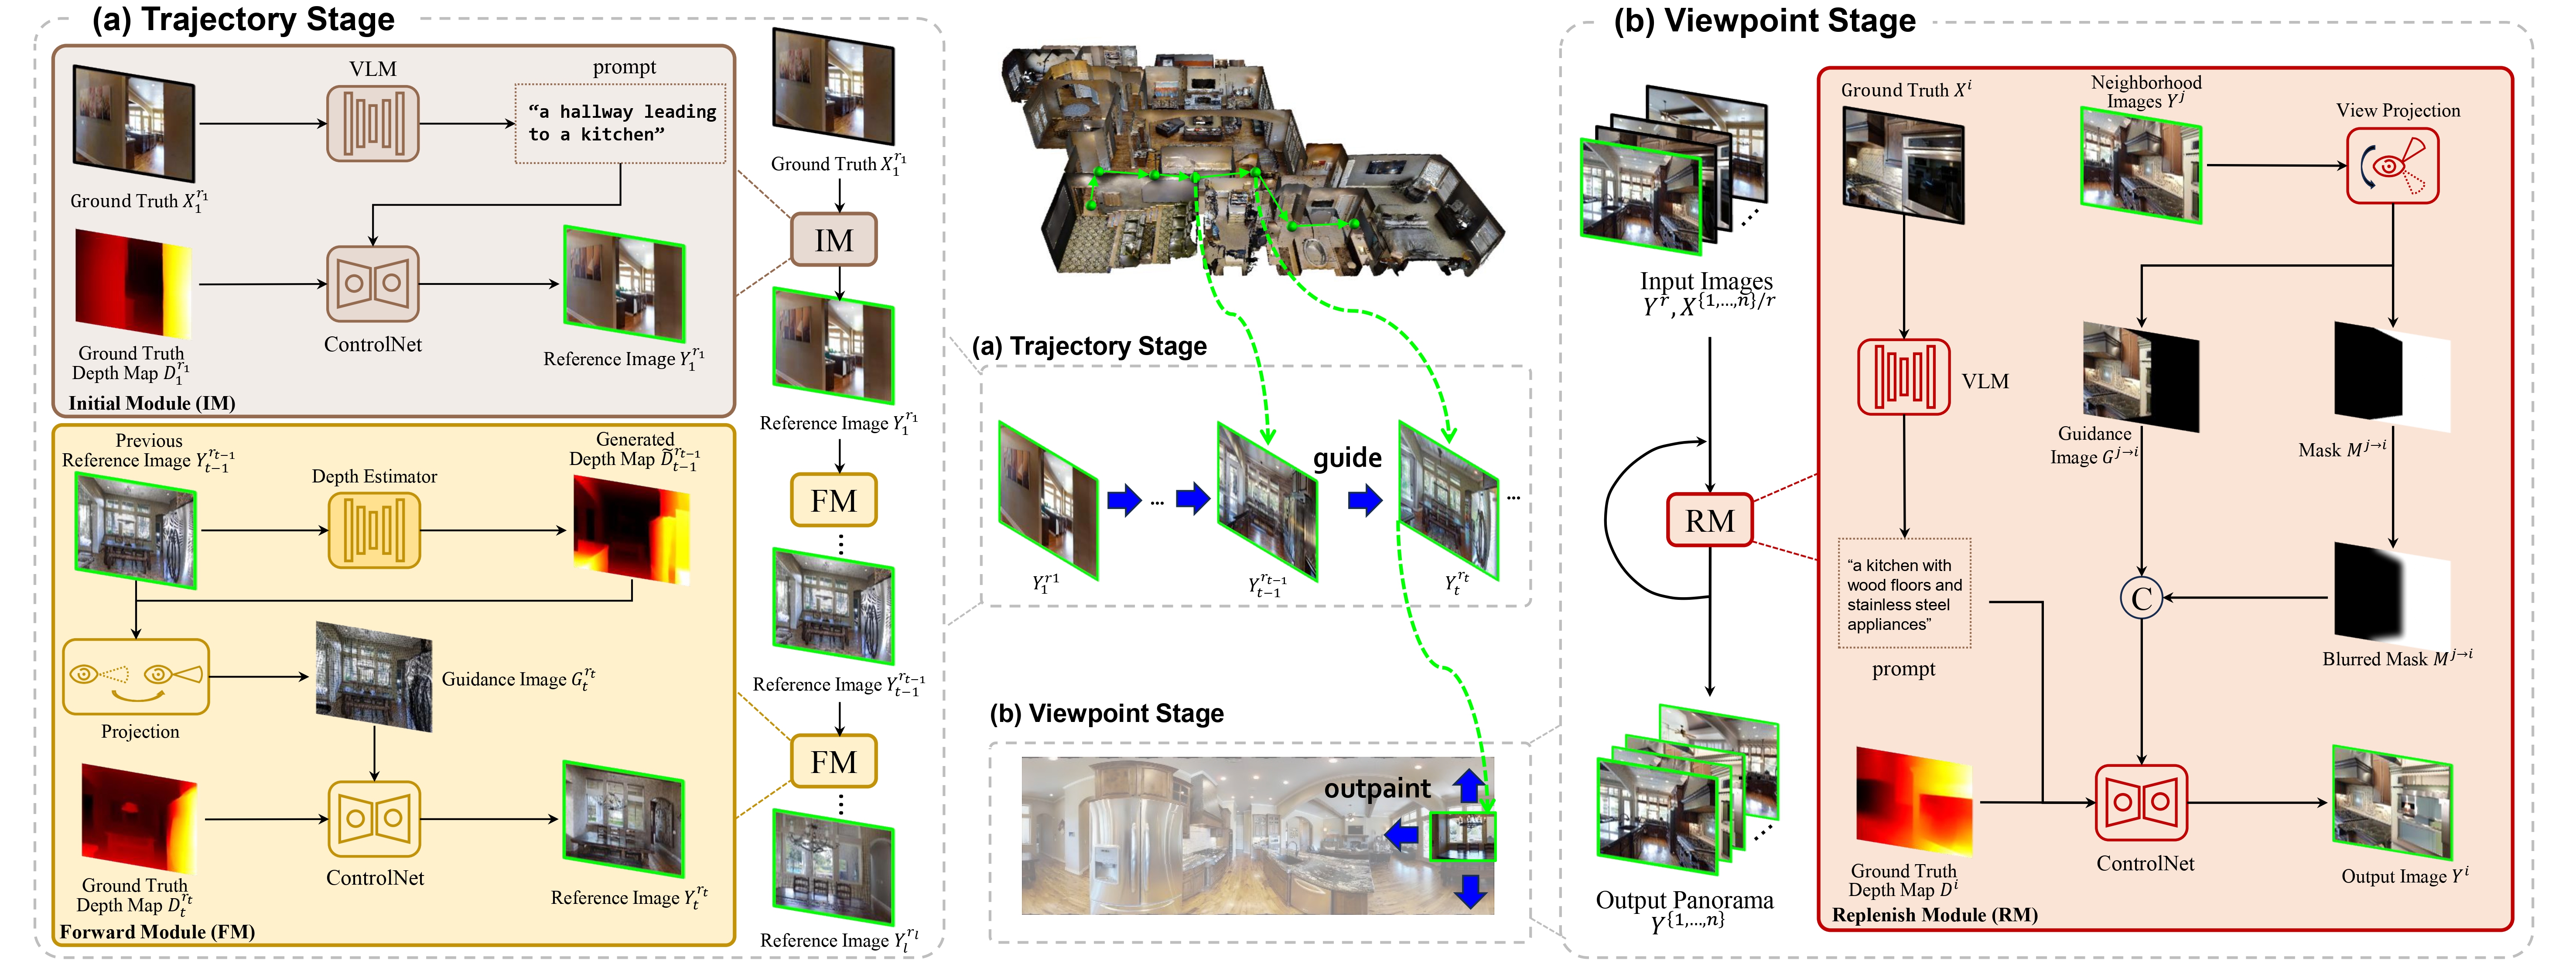 (a) Trajectory Stage
VLM
prompt
“a hallway leading
to a kitchen”
Ground Truth X_1^{r_1}
Ground Truth
Depth Map D_1^{r_1}
ControlNet
Reference Image Y_1^{r_1}
Initial Module (IM)
Previous
Reference Image Y_{t-1}^{r_{t-1}}
Depth Estimator
Generated
Depth Map D̃_{t-1}^{r_{t-1}}
Projection
Guidance Image G_t^{r_t}
Ground Truth
Depth Map D_t^{r_t}
ControlNet
Reference Image Y_t^{r_t}
Forward Module (FM)
Ground Truth X_1^{r_1}
IM
Reference Image Y_1^{r_1}
FM
Reference Image Y_{t-1}^{r_{t-1}}
FM
Reference Image Y_l^{r_l}
(a) Trajectory Stage
guide
...
...
Y_1^{r1}
Y_{t-1}^{r_{t-1}}
Y_t^{r_t}
(b) Viewpoint Stage
outpaint
(b) Viewpoint Stage
Input Images
Y^r, X^{{1,...,n}/r}
RM
Output Panorama
Y^{{1,...,n}}
Ground Truth X^i
Neighborhood
Images Y^j
View Projection
VLM
Guidance
Image G^{j→i}
Mask M^{j→i}
“a kitchen with
wood floors and
stainless steel
appliances”
prompt
C
Blurred Mask M^{j→i}
Ground Truth
Depth Map D^i
ControlNet
Output Image Y^i
Replenish Module (RM)